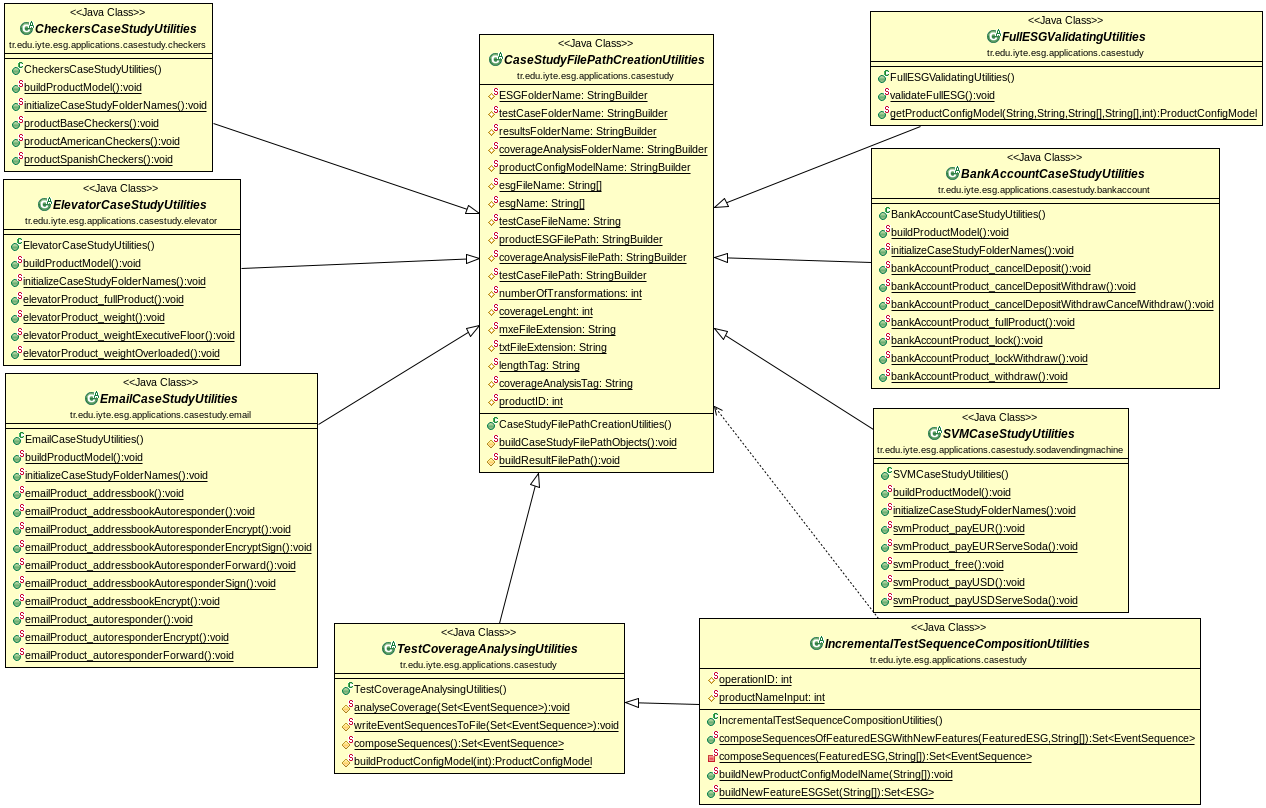 <<Java Class>>
CheckersCaseStudyUtilities
tr.edu.iyte.esg.applications.casestudy.checkers
CheckersCaseStudyUtilities()
buildProductModel():void
initializeCaseStudyFolderNames():void
productBaseCheckers():void
productAmericanCheckers():void
productSpanishCheckers():void
<<Java Class>>
ElevatorCaseStudyUtilities
tr.edu.iyte.esg.applications.casestudy.elevator
ElevatorCaseStudyUtilities()
buildProductModel():void
initializeCaseStudyFolderNames():void
elevatorProduct_fullProduct():void
elevatorProduct_weight():void
elevatorProduct_weightExecutiveFloor():void
elevatorProduct_weightOverloaded():void
<<Java Class>>
EmailCaseStudyUtilities
tr.edu.iyte.esg.applications.casestudy.email
EmailCaseStudyUtilities()
buildProductModel():void
initializeCaseStudyFolderNames():void
emailProduct_addressbook():void
emailProduct_addressbookAutoresponder():void
emailProduct_addressbookAutoresponderEncrypt():void
emailProduct_addressbookAutoresponderEncryptSign():void
emailProduct_addressbookAutoresponderForward():void
emailProduct_addressbookAutoresponderSign():void
emailProduct_addressbookEncrypt():void
emailProduct_autoresponder():void
emailProduct_autoresponderEncrypt():void
emailProduct_autoresponderForward():void
<<Java Class>>
CaseStudyFilePathCreationUtilities
tr.edu.iyte.esg.applications.casestudy
ESGFolderName: StringBuilder
testCaseFolderName: StringBuilder
resultsFolderName: StringBuilder
coverageAnalysisFolderName: StringBuilder
productConfigModelName: StringBuilder
esgFileName: String[]
esgName: String[]
testCaseFileName: String
productESGFilePath: StringBuilder
coverageAnalysisFilePath: StringBuilder
testCaseFilePath: StringBuilder
numberOfTransformations: int
coverageLenght: int
mxeFileExtension: String
txtFileExtension: String
lengthTag: String
coverageAnalysisTag: String
productID: int
CaseStudyFilePathCreationUtilities()
buildCaseStudyFilePathObjects():void
buildResultFilePath():void
<<Java Class>>
FullESGValidatingUtilities
tr.edu.iyte.esg.applications.casestudy
FullESGValidatingUtilities()
validateFullESG():void
getProductConfigModel(String,String,String[],String[],int):ProductConfigModel
<<Java Class>>
BankAccountCaseStudyUtilities
tr.edu.iyte.esg.applications.casestudy.bankaccount
BankAccountCaseStudyUtilities()
buildProductModel():void
initializeCaseStudyFolderNames():void
bankAccountProduct_cancelDeposit():void
bankAccountProduct_cancelDepositWithdraw():void
bankAccountProduct_cancelDepositWithdrawCancelWithdraw():void
bankAccountProduct_fullProduct():void
bankAccountProduct_lock():void
bankAccountProduct_lockWithdraw():void
bankAccountProduct_withdraw():void
<<Java Class>>
SVMCaseStudyUtilities
tr.edu.iyte.esg.applications.casestudy.sodavendingmachine
SVMCaseStudyUtilities()
buildProductModel():void
initializeCaseStudyFolderNames():void
svmProduct_payEUR():void
svmProduct_payEURServeSoda():void
svmProduct_free():void
svmProduct_payUSD():void
svmProduct_payUSDServeSoda():void
<<Java Class>>
TestCoverageAnalysingUtilities
tr.edu.iyte.esg.applications.casestudy
TestCoverageAnalysingUtilities()
analyseCoverage(Set<EventSequence>):void
writeEventSequencesToFile(Set<EventSequence>):void
composeSequences():Set<EventSequence>
buildProductConfigModel(int):ProductConfigModel
<<Java Class>>
IncrementalTestSequenceCompositionUtilities
tr.edu.iyte.esg.applications.casestudy
operationID: int
productNameInput: int
IncrementalTestSequenceCompositionUtilities()
composeSequencesOfFeaturedESGWithNewFeatures(FeaturedESG,String[]):Set<EventSequence>
composeSequences(FeaturedESG,String[]):Set<EventSequence>
buildNewProductConfigModelName(String[]):void
buildNewFeatureESGSet(String[]):Set<ESG>